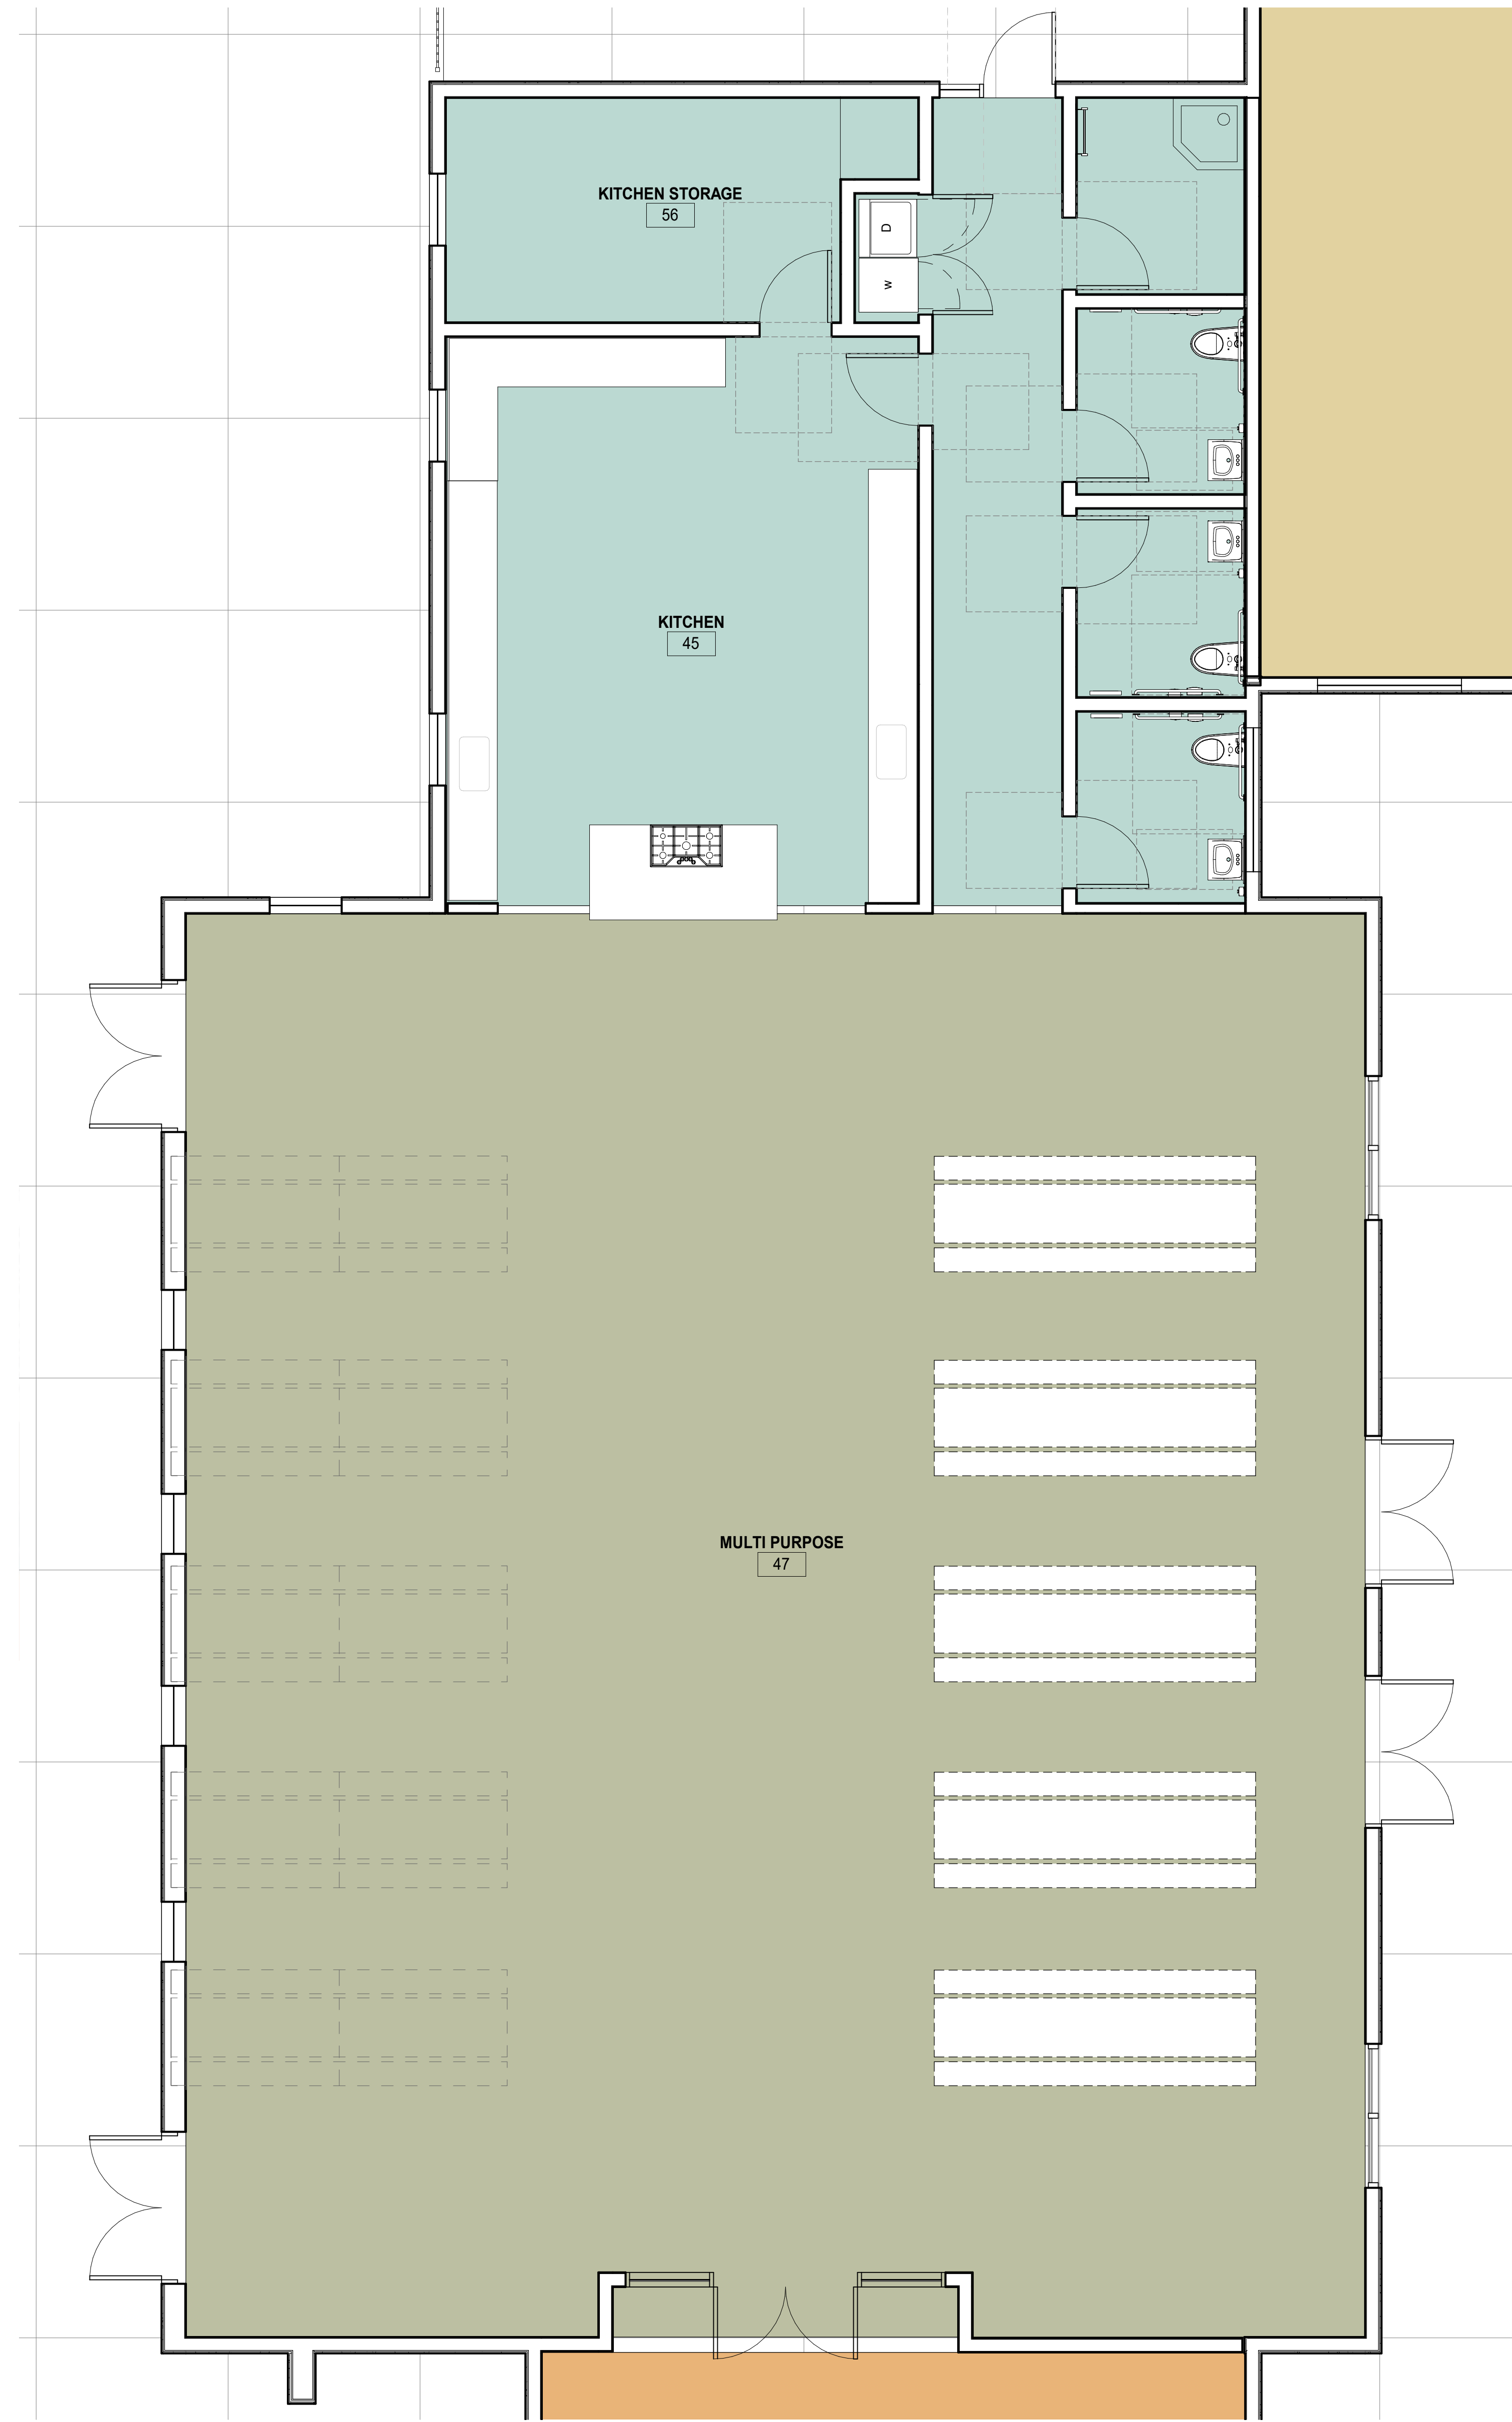 KITCHEN STORAGE
56
D
W
KITCHEN
45
MULTI PURPOSE
47